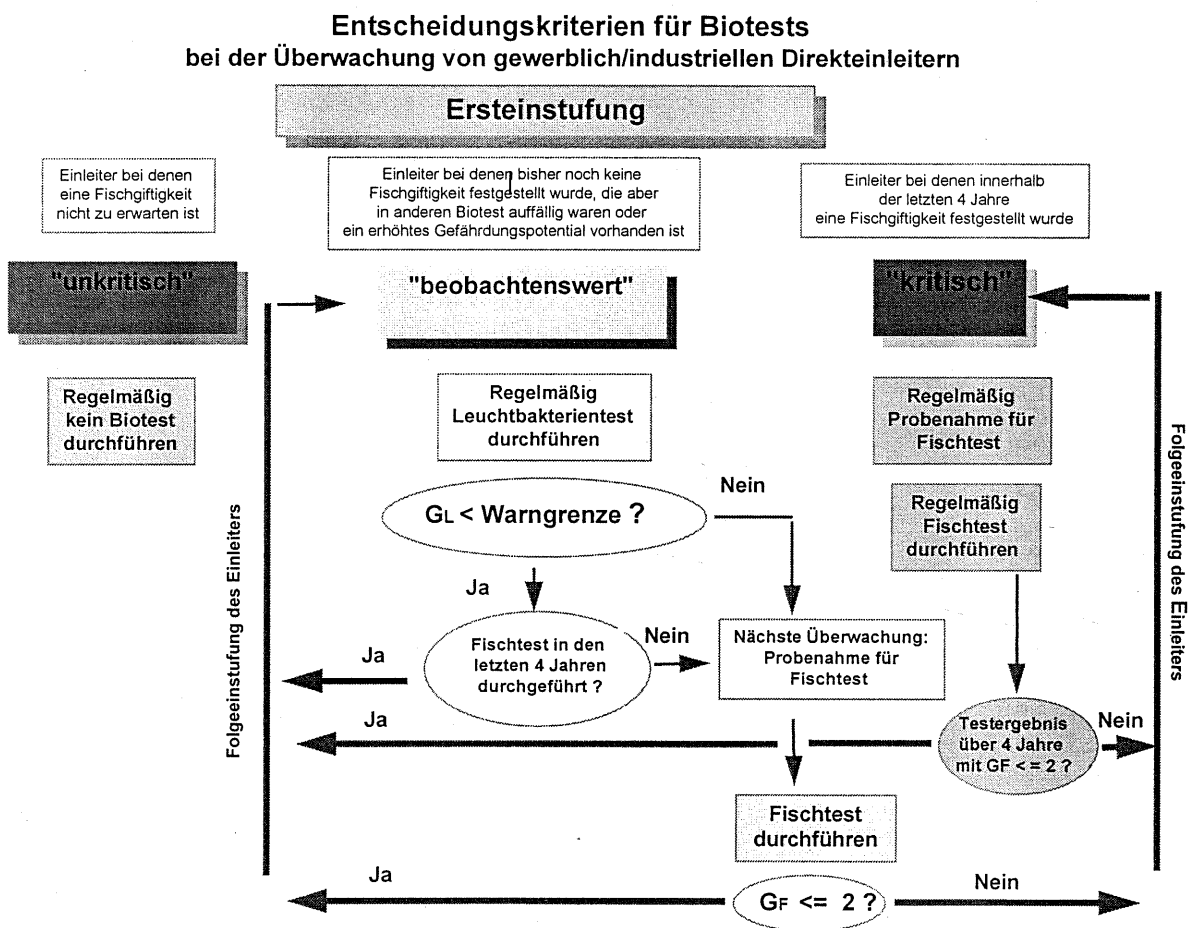 Entscheidungskriterien für Biotests
bei der Überwachung von gewerblich/industriellen Direkteinleitern
Ersteinstufung
Einleiter bei denen
eine Fischgiftigkeit
nicht zu erwarten ist
Einleiter bei denen bisher noch keine
Fischgiftigkeit festgestellt wurde, die aber
in anderen Biotest auffällig waren oder
ein erhöhtes Gefährdungspotential vorhanden ist
Einleiter bei denen innerhalb
der letzten 4 Jahre
eine Fischgiftigkeit festgestellt wurde
"unkritisch"
"beobachtenswert"
"kritisch"
Regelmäßig
kein Biotest
durchführen
Regelmäßig
Leuchtbakterientest
durchführen
Regelmäßig
Probenahme für
Fischtest
Regelmäßig
Fischtest
durchführen
GL < Warngrenze ?
Nein
Ja
Fischtest in den
letzten 4 Jahren
durchgeführt ?
Nein
Ja
Nächste Überwachung:
Probenahme für
Fischtest
Testergebnis
über 4 Jahre
mit GF < = 2 ?
Nein
Ja
Fischtest
durchführen
GF <= 2 ?
Ja
Nein
Folgeeinstufung des Einleiters
Folgeeinstufung des Einleiters